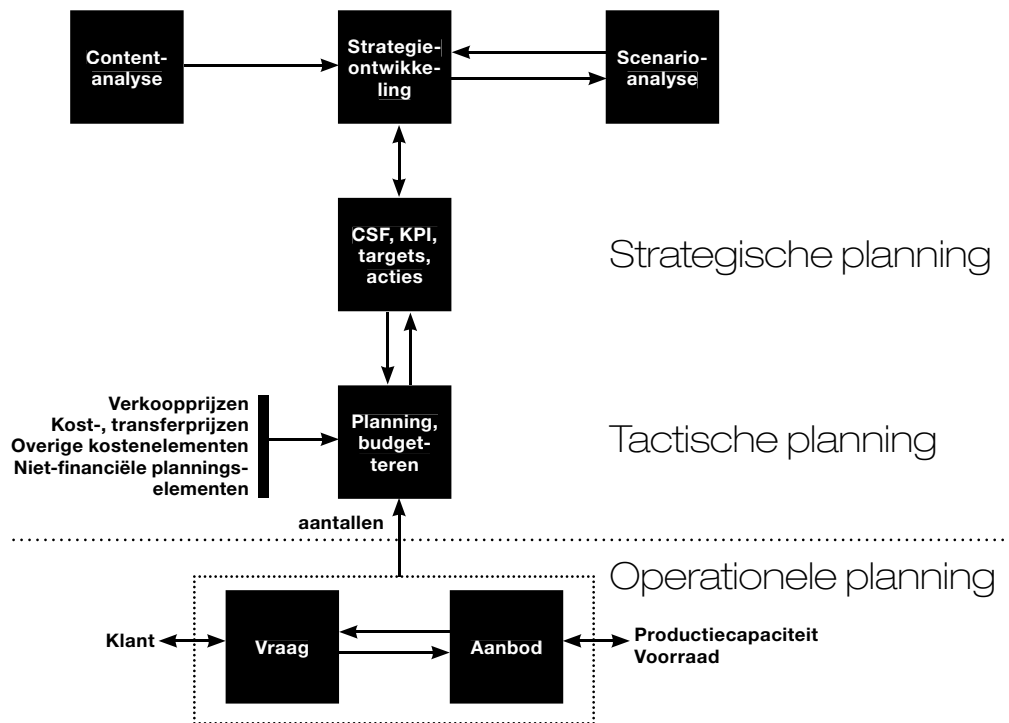 Content-
analyse
Strategie-
ontwikke-
ling
Scenario-
analyse
CSF, KPI,
targets,
acties
Strategische planning
Verkoopprijzen
Kost-, transferprijzen
Overige kostenelementen
Niet-financiële plannings-
elementen
Planning,
budget-
teren
Tactische planning
aantallen
Operationele planning
Klant
Vraag
Aanbod
Productiecapaciteit
Voorraad